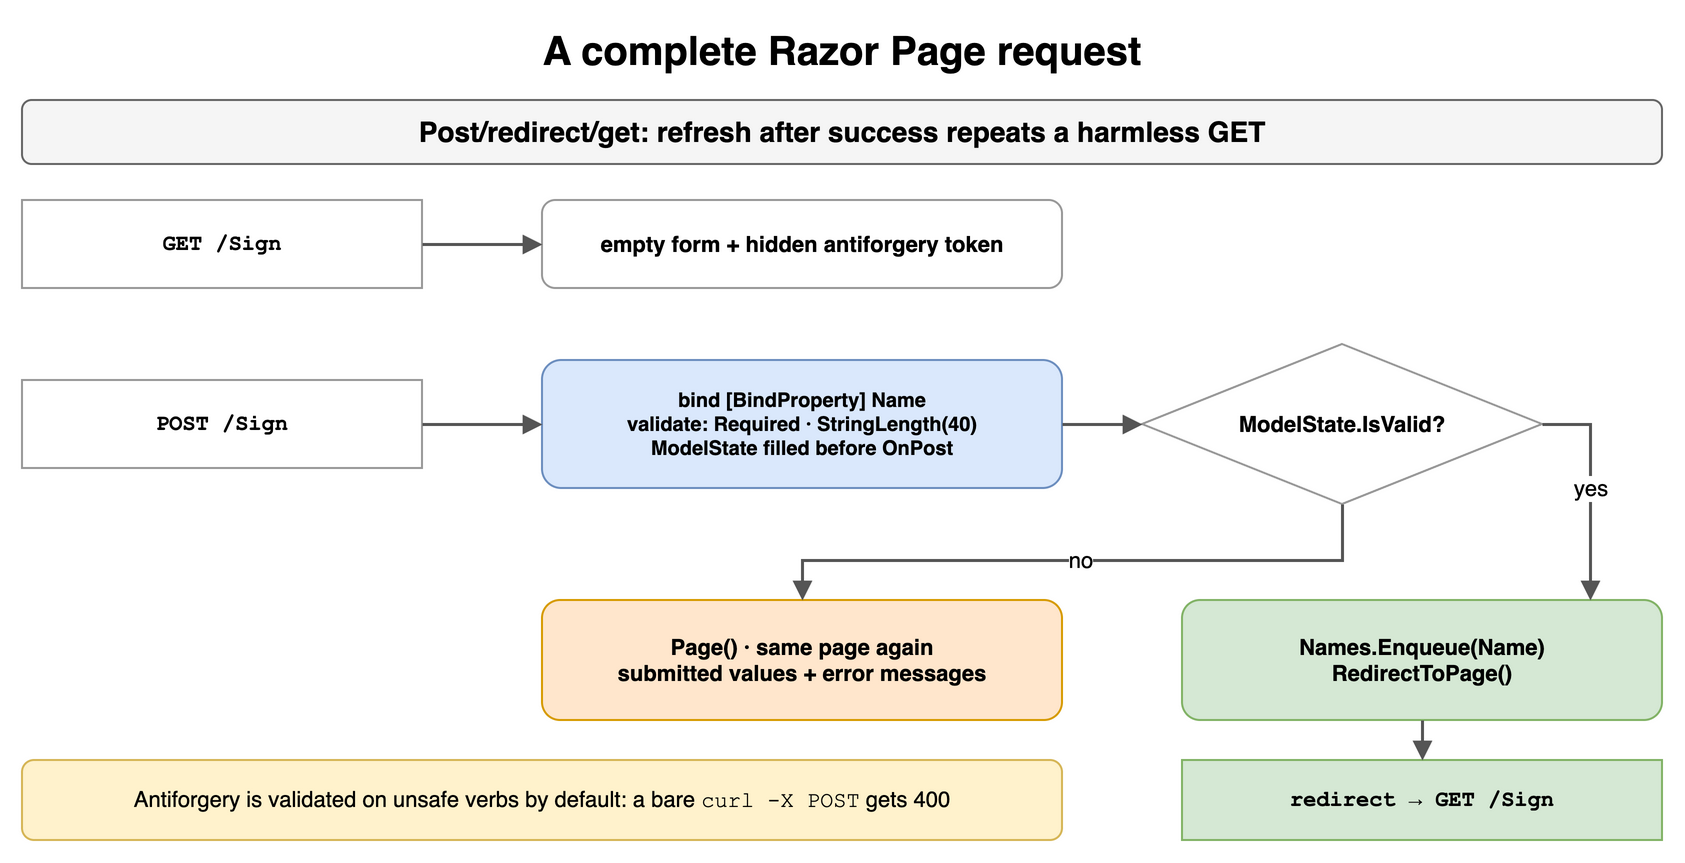 A complete Razor Page request
Post/redirect/get: refresh after success repeats a harmless GET
GET /Sign
empty form + hidden antiforgery token
POST /Sign
bind [BindProperty] Name
validate: Required · StringLength(40)
ModelState filled before OnPost
ModelState.IsValid?
yes
no
Page() · same page again
submitted values + error messages
Names.Enqueue(Name)
RedirectToPage()
Antiforgery is validated on unsafe verbs by default: a bare curl -X POST gets 400
redirect → GET /Sign